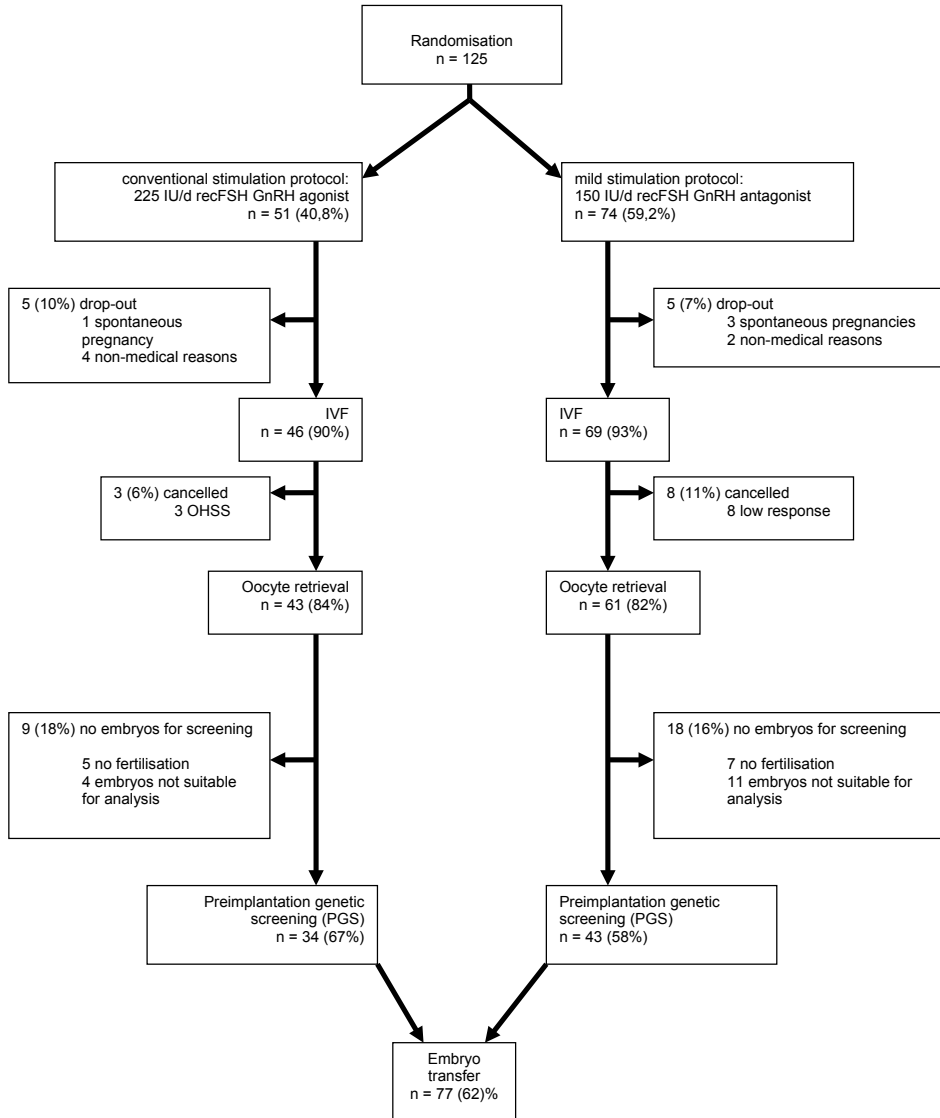 Randomisation
n = 125
conventional stimulation protocol:
225 IU/d recFSH GnRH agonist
n = 51 (40,8%)
mild stimulation protocol:
150 IU/d recFSH GnRH antagonist
n = 74 (59,2%)
5 (10%) drop-out
1 spontaneous
pregnancy
4 non-medical reasons
5 (7%) drop-out
3 spontaneous pregnancies
2 non-medical reasons
IVF
n = 46 (90%)
IVF
n = 69 (93%)
3 (6%) cancelled
3 OHSS
8 (11%) cancelled
8 low response
Oocyte retrieval
n = 43 (84%)
Oocyte retrieval
n = 61 (82%)
9 (18%) no embryos for screening
5 no fertilisation
4 embryos not suitable
for analysis
18 (16%) no embryos for screening
7 no fertilisation
11 embryos not suitable for
analysis
Preimplantation genetic
screening (PGS)
n = 34 (67%)
Preimplantation genetic
screening (PGS)
n = 43 (58%)
Embryo
transfer
n = 77 (62)%